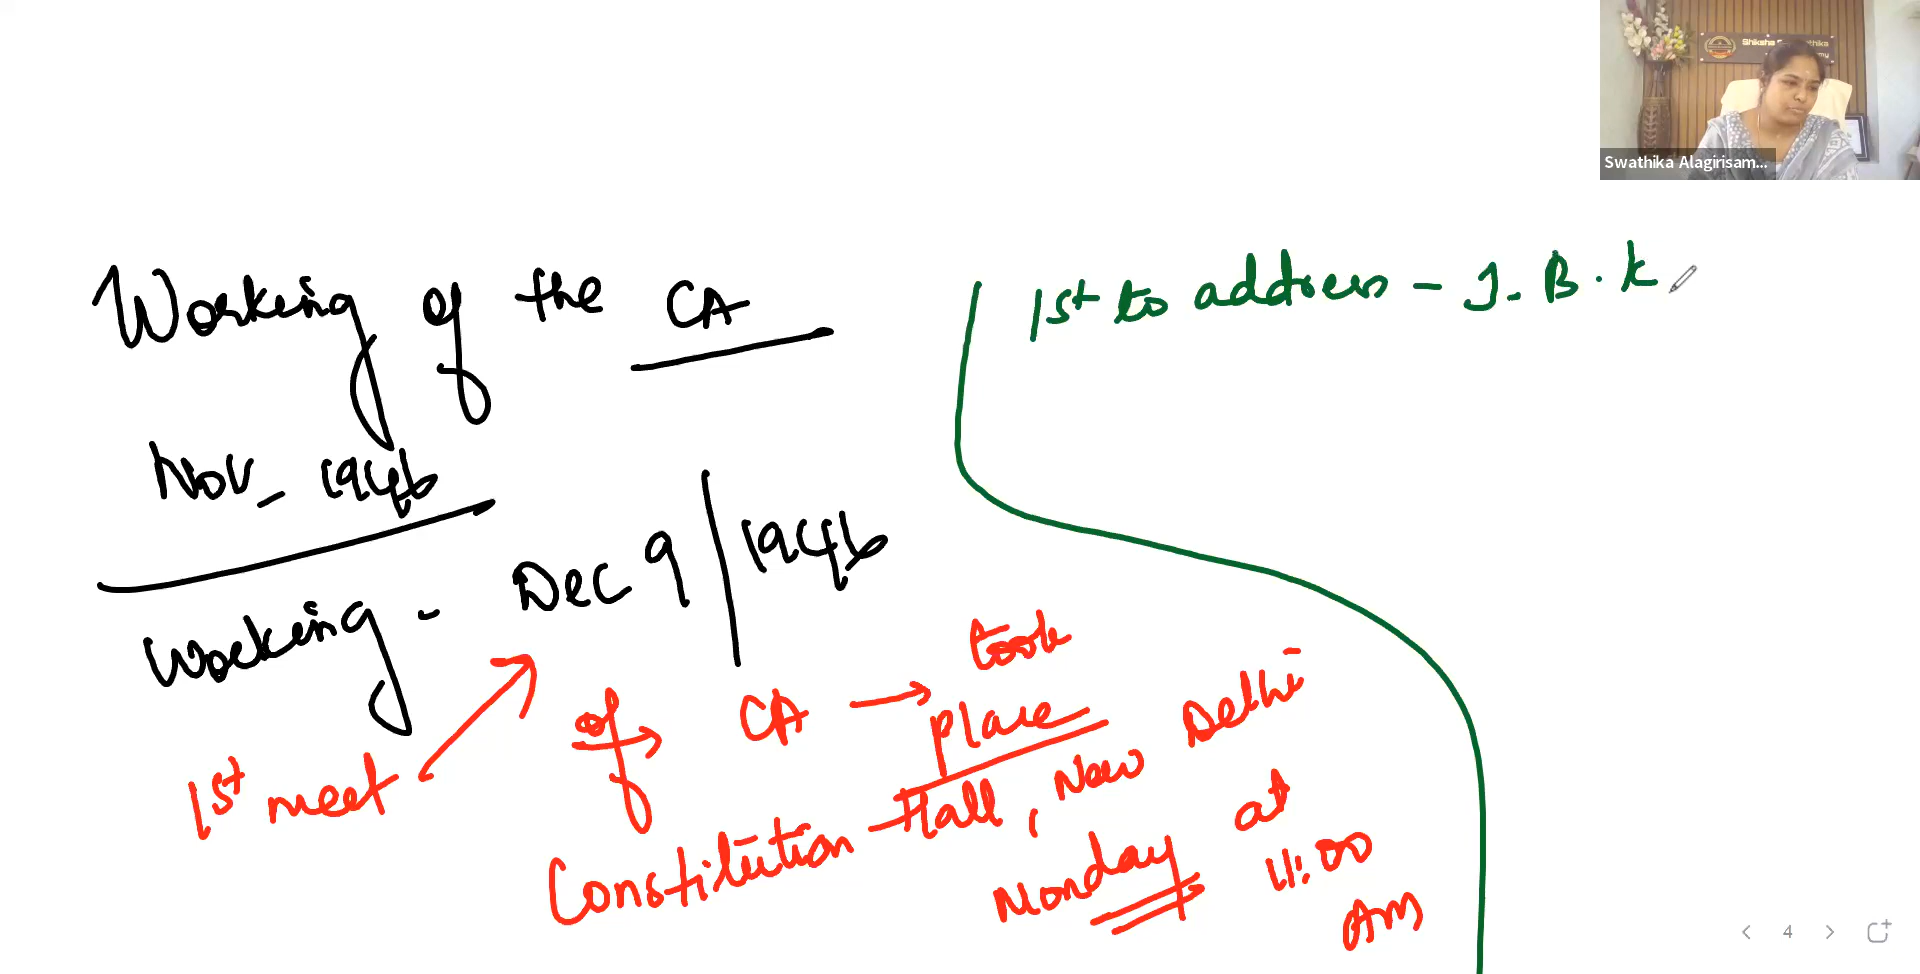 Working of the CA
Nov - 1946
Working - Dec 9 / 1946
1st meet of CA → took place
Constitution Hall, New Delhi
Monday at 11:00 AM
1st to address - J. B. K
Swathika Alagirisam...
4